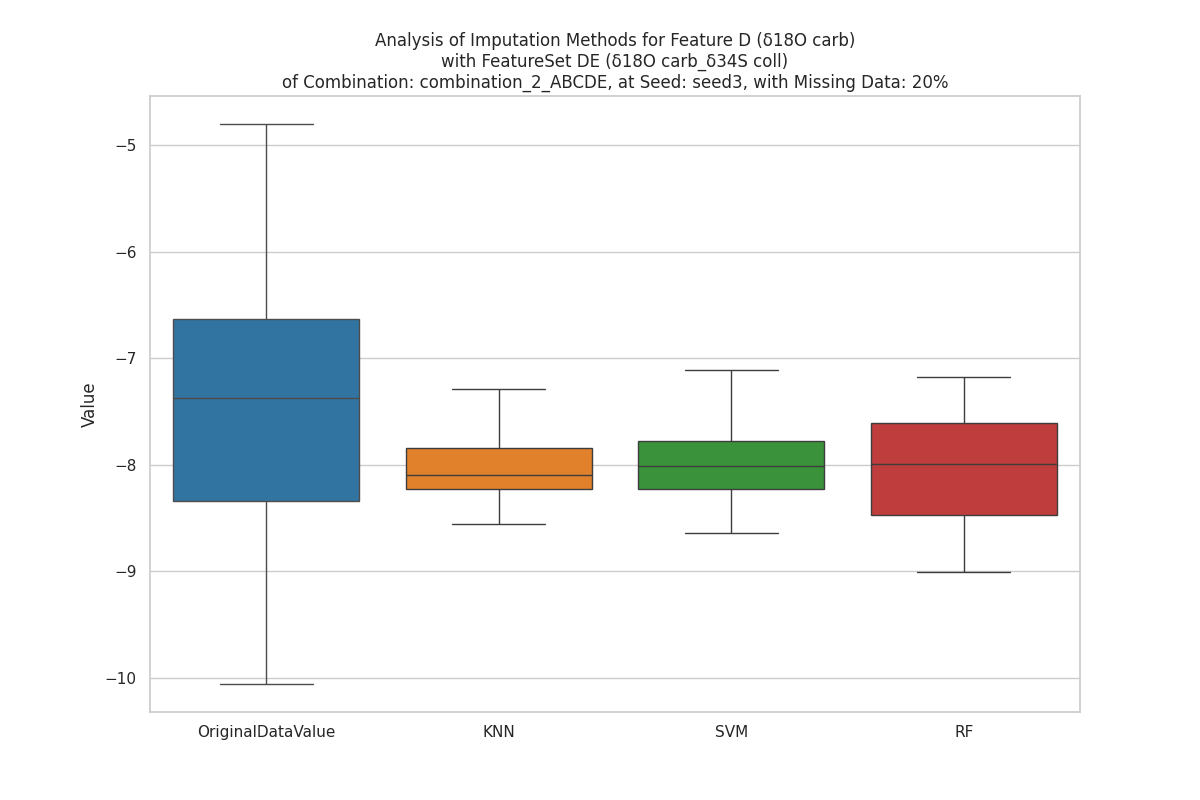 Analysis of Imputation Methods for Feature D (δ18O carb)
with FeatureSet DE (δ18O carb_δ34S coll)
of Combination: combination_2_ABCDE, at Seed: seed3, with Missing Data: 20%
Value
−5
−6
−7
−8
−9
−10
OriginalDataValue
KNN
SVM
RF